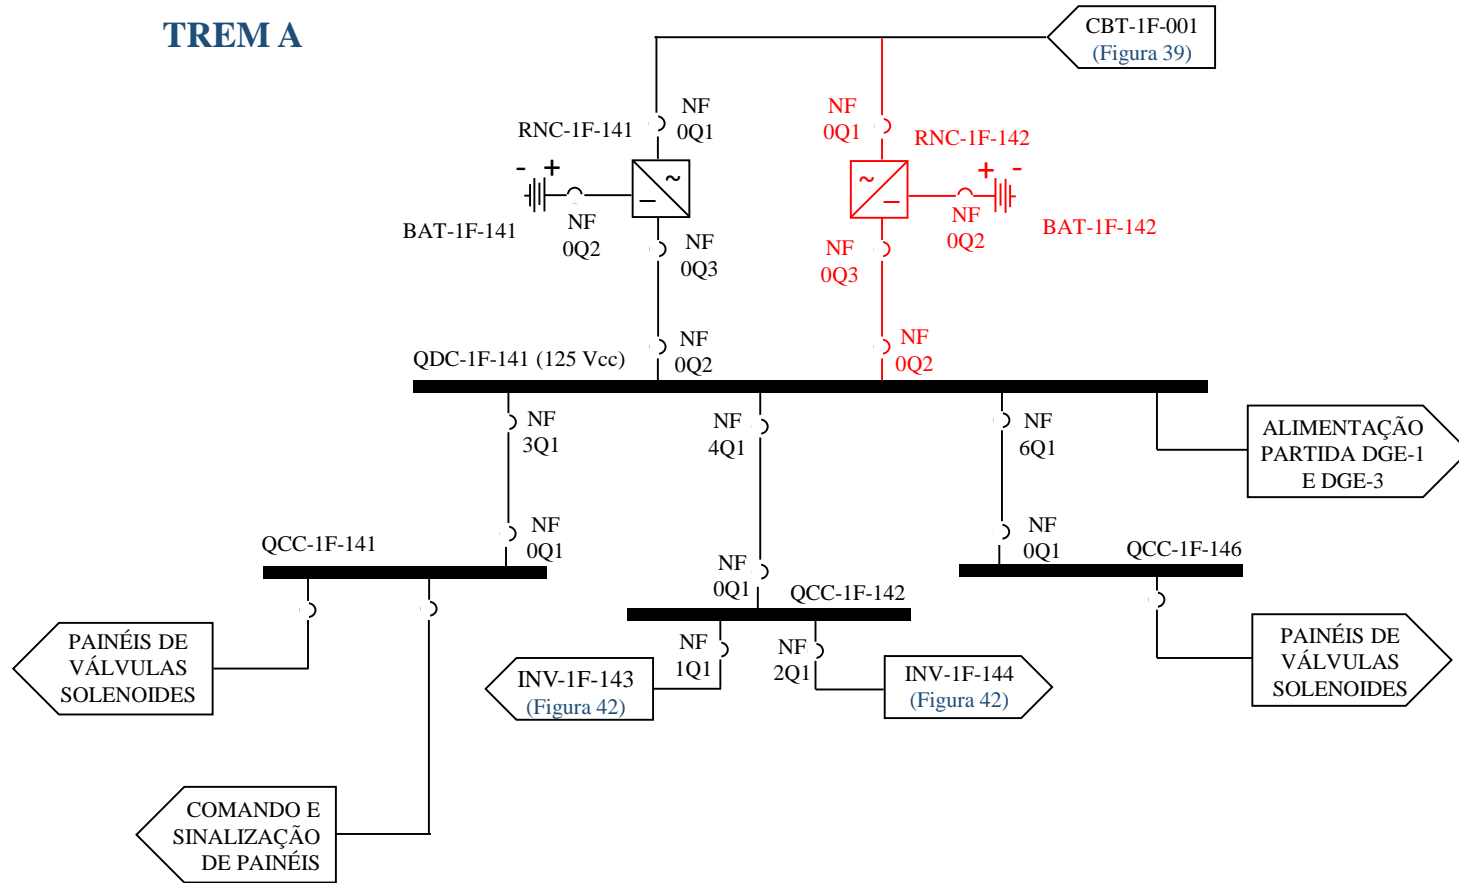 TREM A
CBT-1F-001
(Figura 39)
NF
0Q1
RNC-1F-141
NF
0Q1
RNC-1F-142
~
–
~
–
- +
+ -
BAT-1F-141
NF
0Q2
NF
0Q2
BAT-1F-142
NF
0Q3
NF
0Q3
QDC-1F-141 (125 Vcc)
NF
0Q2
NF
0Q2
NF
3Q1
NF
4Q1
NF
6Q1
ALIMENTAÇÃO
PARTIDA DGE-1
E DGE-3
QCC-1F-141
NF
0Q1
NF
0Q1
QCC-1F-142
NF
0Q1
QCC-1F-146
PAINÉIS DE
VÁLVULAS
SOLENOIDES
NF
1Q1
INV-1F-143
(Figura 42)
NF
2Q1
INV-1F-144
(Figura 42)
PAINÉIS DE
VÁLVULAS
SOLENOIDES
COMANDO E
SINALIZAÇÃO
DE PAINÉIS